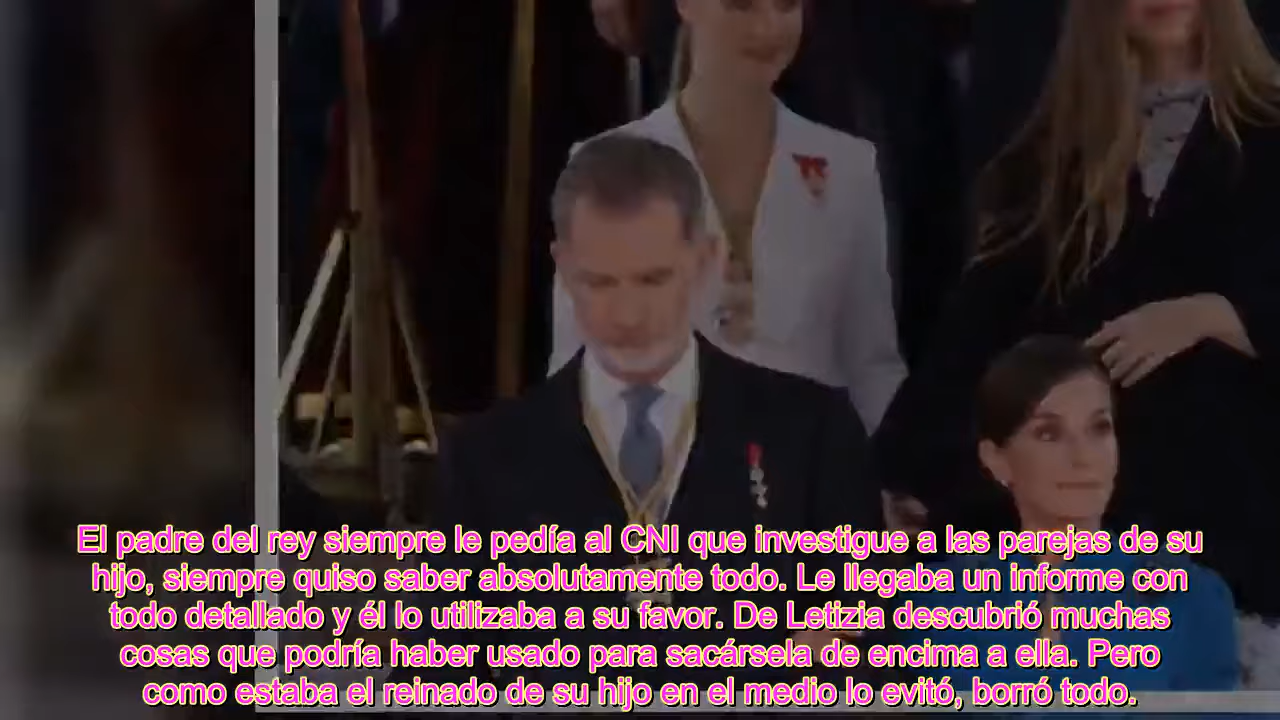 El padre del rey siempre le pedía al CNI que investigue a las parejas de su
hijo, siempre quiso saber absolutamente todo. Le llegaba un informe con
todo detallado y él lo utilizaba a su favor. De Letizia descubrió muchas
cosas que podría haber usado para sacársela de encima a ella. Pero
como estaba el reinado de su hijo en el medio lo evitó, borró todo.